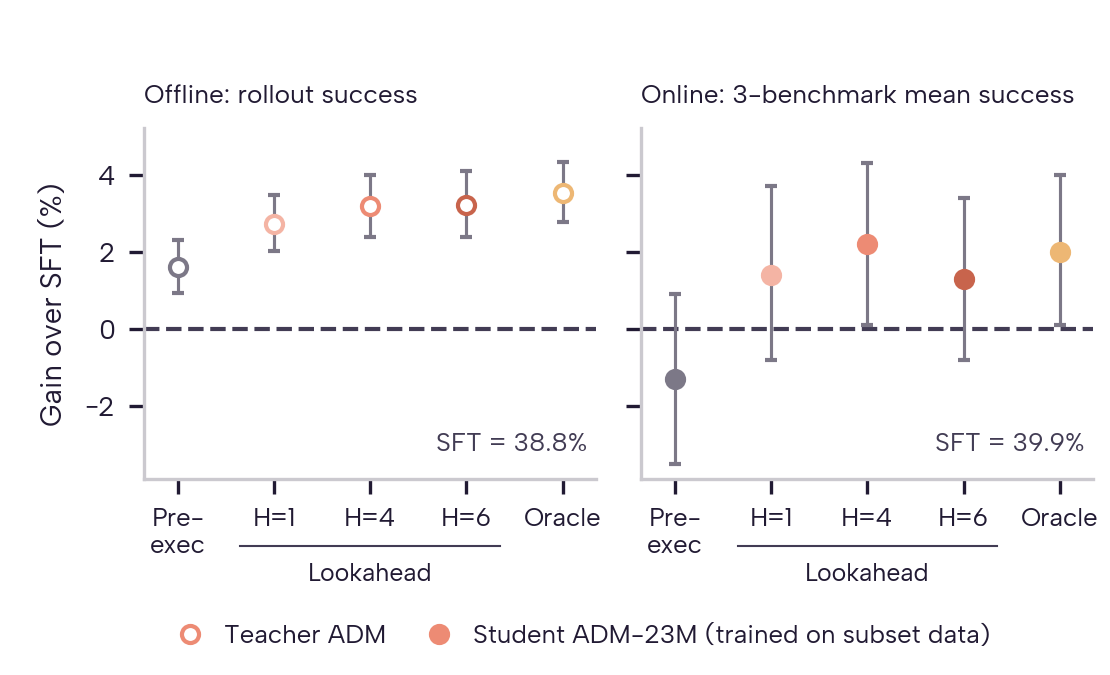 Offline: rollout success
Online: 3-benchmark mean success
Gain over SFT (%)
4
2
0
-2
SFT = 38.8%
SFT = 39.9%
Pre-
exec
H=1
H=4
H=6
Oracle
Lookahead
Pre-
exec
H=1
H=4
H=6
Oracle
Lookahead
Teacher ADM
Student ADM-23M (trained on subset data)